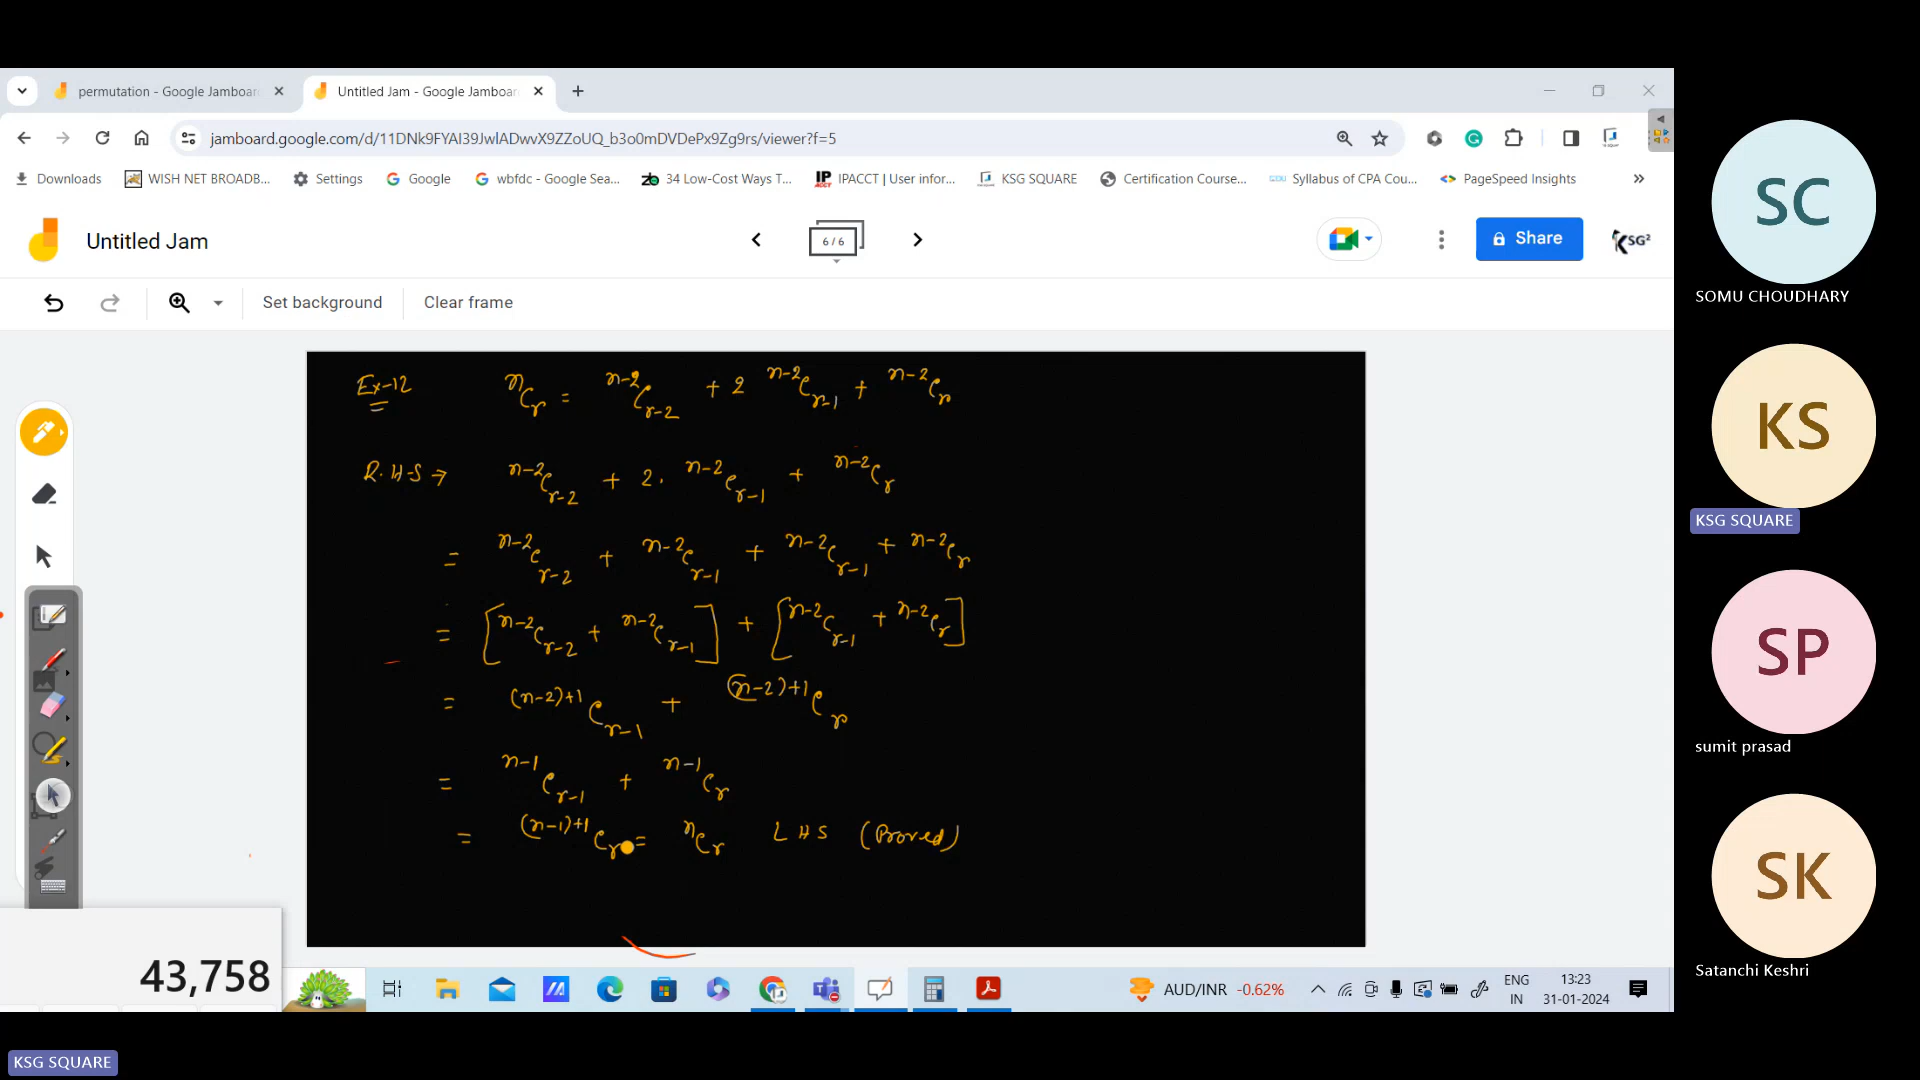 permutation - Google Jamboar
Untitled Jam - Google Jamboar
jamboard.google.com/d/11DNk9FYAI39JwlADwvX9ZZoUQ_b3o0mDVDePx9Zg9rs/viewer?f=5
Downloads WISH NET BROADB... Settings Google wbfdc - Google Sea... 34 Low-Cost Ways T... IPACCT | User infor... KSG SQUARE Certification Course... Syllabus of CPA Cou... PageSpeed Insights
Untitled Jam
6 / 6
Share
KSG²
Set background Clear frame
Ex-12 ⁿCᵣ = ⁿ⁻²Cᵣ₋₂ + 2 ⁿ⁻²Cᵣ₋₁ + ⁿ⁻²Cᵣ
R.H.S → ⁿ⁻²Cᵣ₋₂ + 2. ⁿ⁻²Cᵣ₋₁ + ⁿ⁻²Cᵣ
= ⁿ⁻²Cᵣ₋₂ + ⁿ⁻²Cᵣ₋₁ + ⁿ⁻²Cᵣ₋₁ + ⁿ⁻²Cᵣ
= [ⁿ⁻²Cᵣ₋₂ + ⁿ⁻²Cᵣ₋₁] + [ⁿ⁻²Cᵣ₋₁ + ⁿ⁻²Cᵣ]
= ⁽ⁿ⁻²⁾⁺¹Cᵣ₋₁ + ⁽ⁿ⁻²⁾⁺¹Cᵣ
= ⁿ⁻¹Cᵣ₋₁ + ⁿ⁻¹Cᵣ
= ⁽ⁿ⁻¹⁾⁺¹Cᵣ = ⁿCᵣ LHS (Proved)
43,758
AUD/INR -0.62%
ENG
IN
13:23
31-01-2024
SC
SOMU CHOUDHARY
KS
KSG SQUARE
SP
sumit prasad
SK
Satanchi Keshri
KSG SQUARE